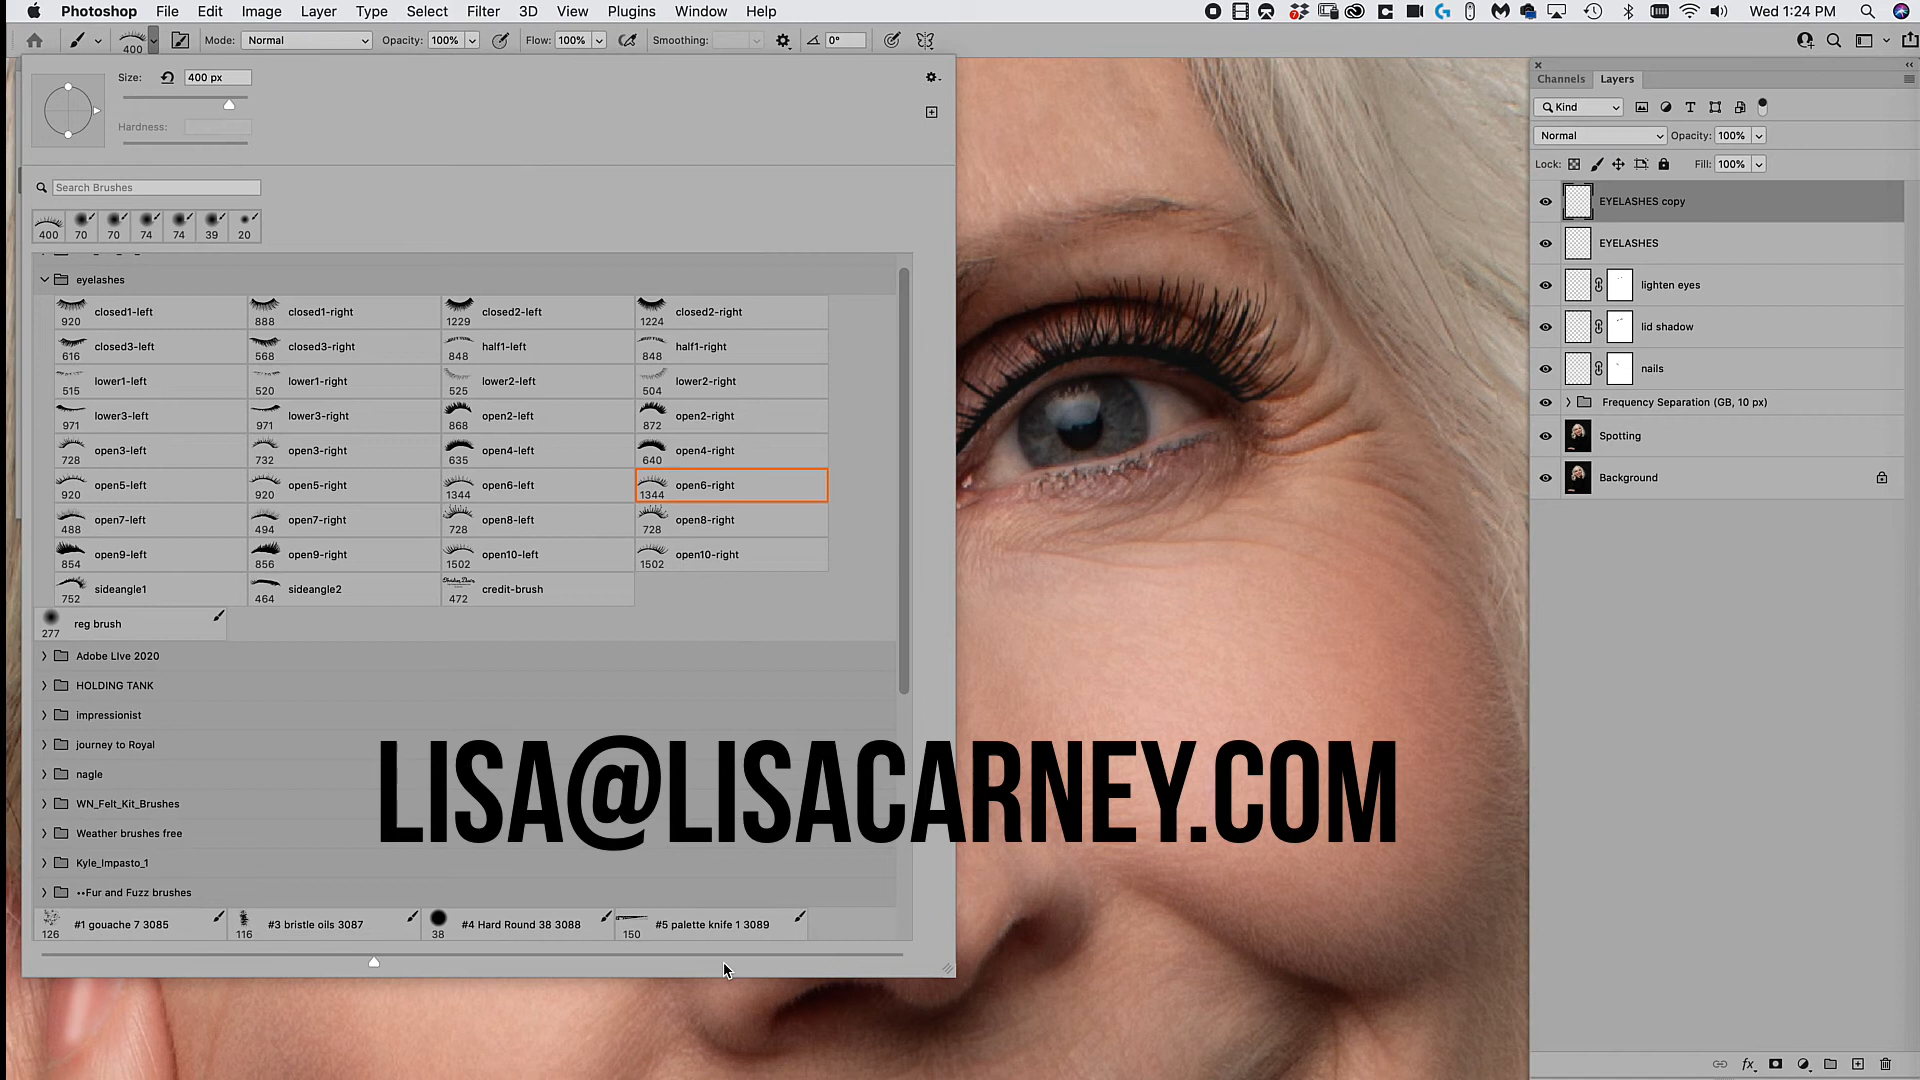 Photoshop File Edit Image Layer Type Select Filter 3D View Plugins Window Help Wed 1:24 PM
400 Mode: Normal Opacity: 100% Flow: 100% Smoothing: 0°
Size: 400 px
Hardness:
Search Brushes
400 70 70 74 74 39 20
eyelashes
920 closed1-left 888 closed1-right 1229 closed2-left 1224 closed2-right
616 closed3-left 568 closed3-right 848 half1-left 848 half1-right
515 lower1-left 520 lower1-right 525 lower2-left 504 lower2-right
971 lower3-left 971 lower3-right 868 open2-left 872 open2-right
728 open3-left 732 open3-right 635 open4-left 640 open4-right
920 open5-left 920 open5-right 1344 open6-left 1344 open6-right
488 open7-left 494 open7-right 728 open8-left 728 open8-right
854 open9-left 856 open9-right 1502 open10-left 1502 open10-right
752 sideangle1 464 sideangle2 472 credit-brush
277 reg brush
Adobe LIve 2020
HOLDING TANK
impressionist
journey to Royal
nagle
WN_Felt_Kit_Brushes
Weather brushes free
Kyle_Impasto_1
••Fur and Fuzz brushes
126 #1 gouache 7 3085 116 #3 bristle oils 3087 38 #4 Hard Round 38 3088 150 #5 palette knife 1 3089
LISA@LISACARNEY.COM
Channels Layers
Kind
Normal Opacity: 100%
Lock: Fill: 100%
EYELASHES copy
EYELASHES
lighten eyes
lid shadow
nails
Frequency Separation (GB, 10 px)
Spotting
Background
fx